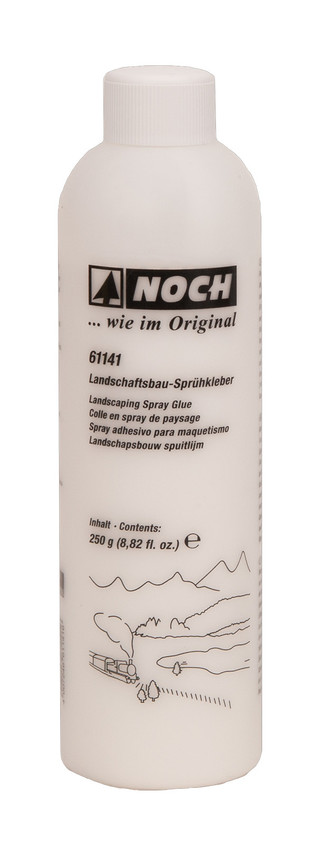 NOCH
... wie im Original
61141
Landschaftsbau-Sprühkleber
Landscaping Spray Glue
Colle en spray de paysage
Spray adhesivo para maquetismo
Landschapsbouw spuitlijm
Inhalt · Contents:
250 g (8,82 fl. oz.) ℮